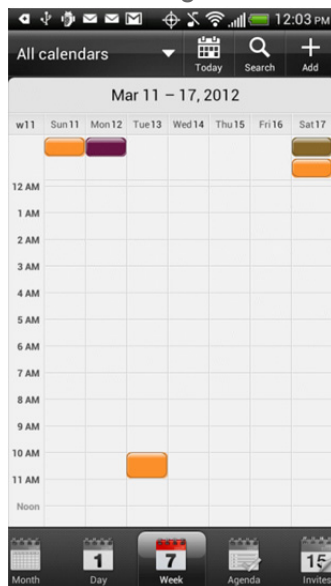 12:03 PM
All calendars
Today
Search
Add
Mar 11 – 17, 2012
w11 Sun 11 Mon 12 Tue 13 Wed 14 Thu 15 Fri 16 Sat 17
12 AM
1 AM
2 AM
3 AM
4 AM
5 AM
6 AM
7 AM
8 AM
9 AM
10 AM
11 AM
Noon
1 7 15
Month Day Week Agenda Invites